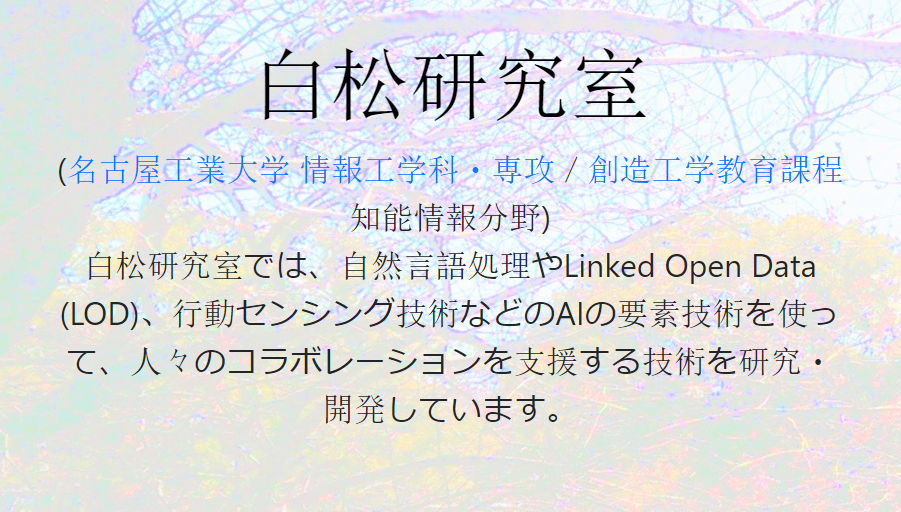 白松研究室
(名古屋工業大学 情報工学科・専攻 / 創造工学教育課程
知能情報分野)
白松研究室では、自然言語処理やLinked Open Data
(LOD)、行動センシング技術などのAIの要素技術を使っ
て、人々のコラボレーションを支援する技術を研究・
開発しています。